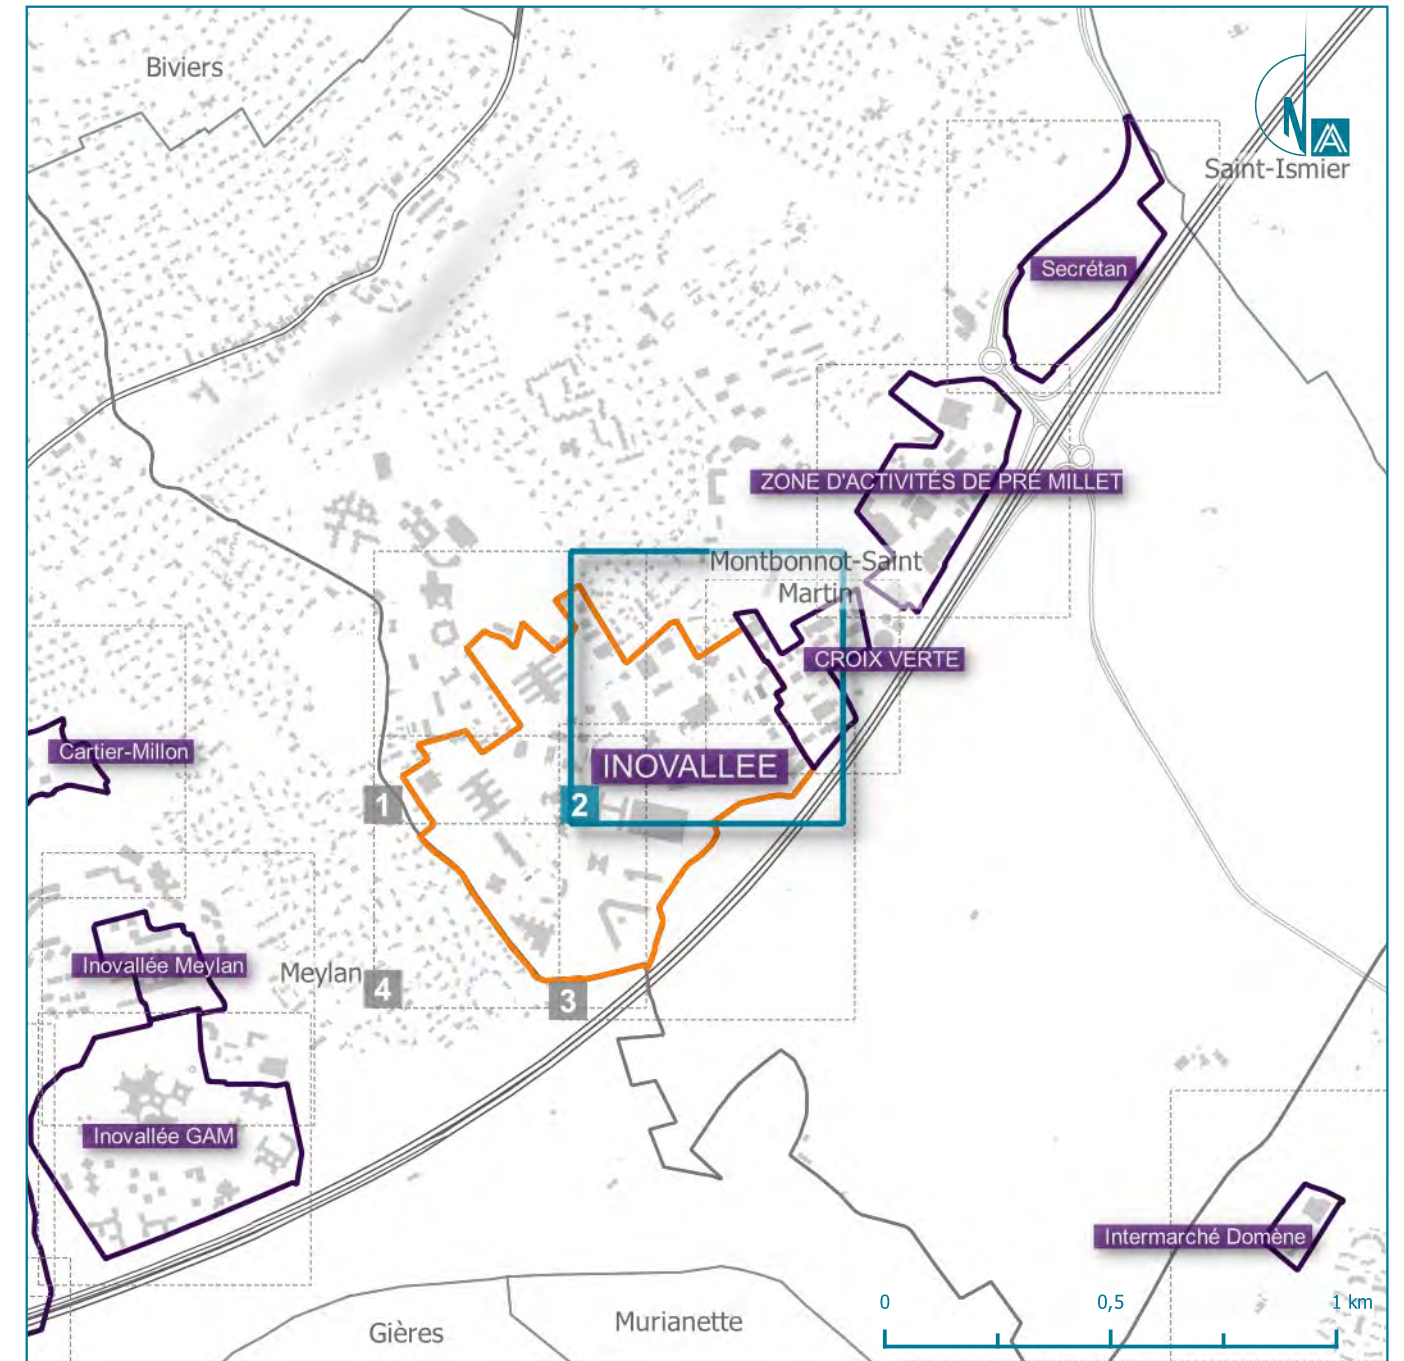 Biviers
N
Saint-Ismier
Secrétan
ZONE D'ACTIVITÉS DE PRÉ MILLET
Montbonnot-Saint
Martin
CROIX VERTE
Cartier-Millon
INOVALLEE
1
2
Inovallée Meylan
Meylan
4
3
Inovallée GAM
Intermarché Domène
0
0,5
1 km
Murianette
Gières